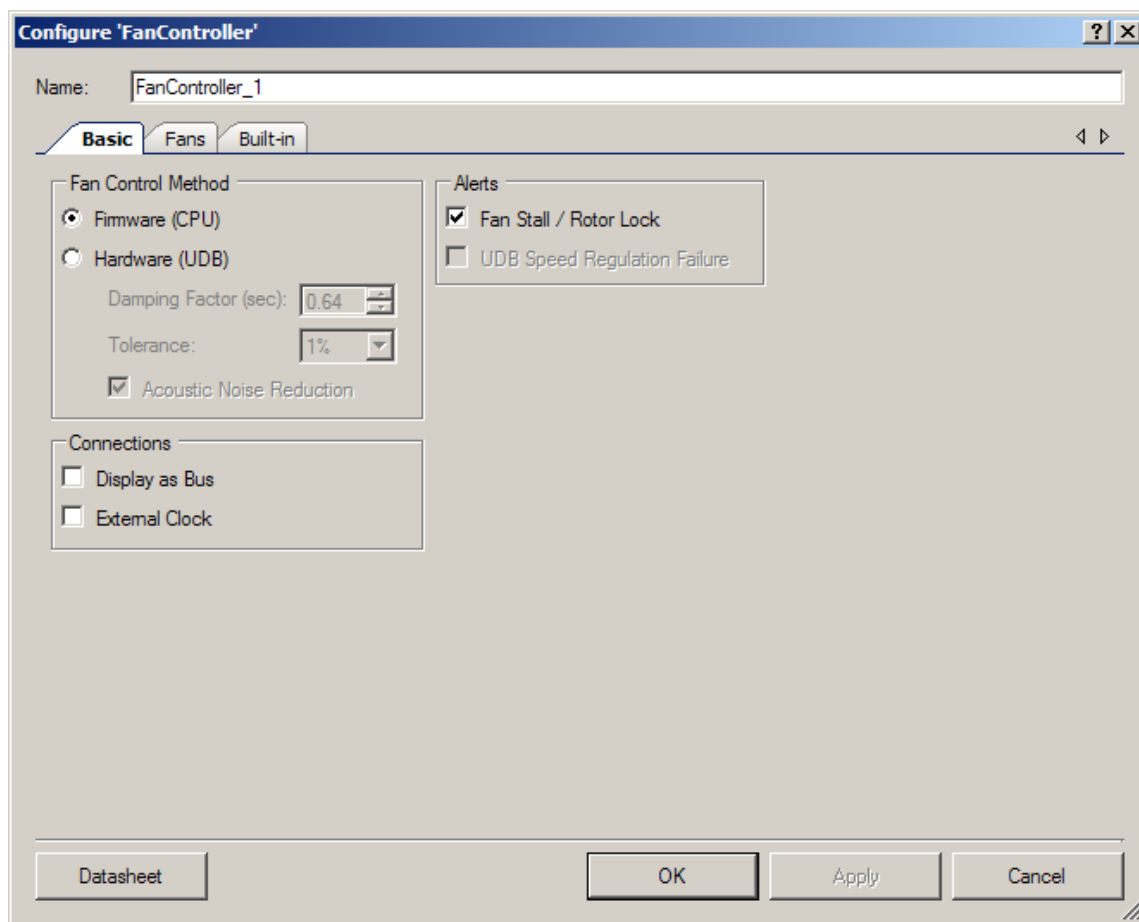 Configure 'FanController'
Name: FanController_1
Basic Fans Built-in
Fan Control Method
Firmware (CPU)
Hardware (UDB)
Damping Factor (sec): 0.64
Tolerance: 1%
Acoustic Noise Reduction
Alerts
Fan Stall / Rotor Lock
UDB Speed Regulation Failure
Connections
Display as Bus
External Clock
Datasheet OK Apply Cancel